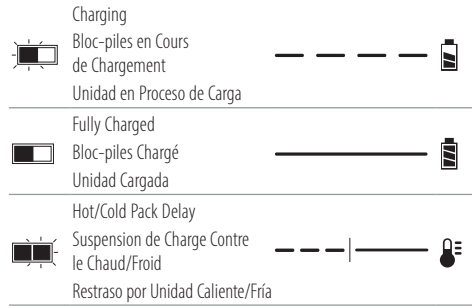 Charging
Bloc-piles en Cours
de Chargement
Unidad en Proceso de Carga
Fully Charged
Bloc-piles Chargé
Unidad Cargada
Hot/Cold Pack Delay
Suspension de Charge Contre
le Chaud/Froid
Restraso por Unidad Caliente/Fría